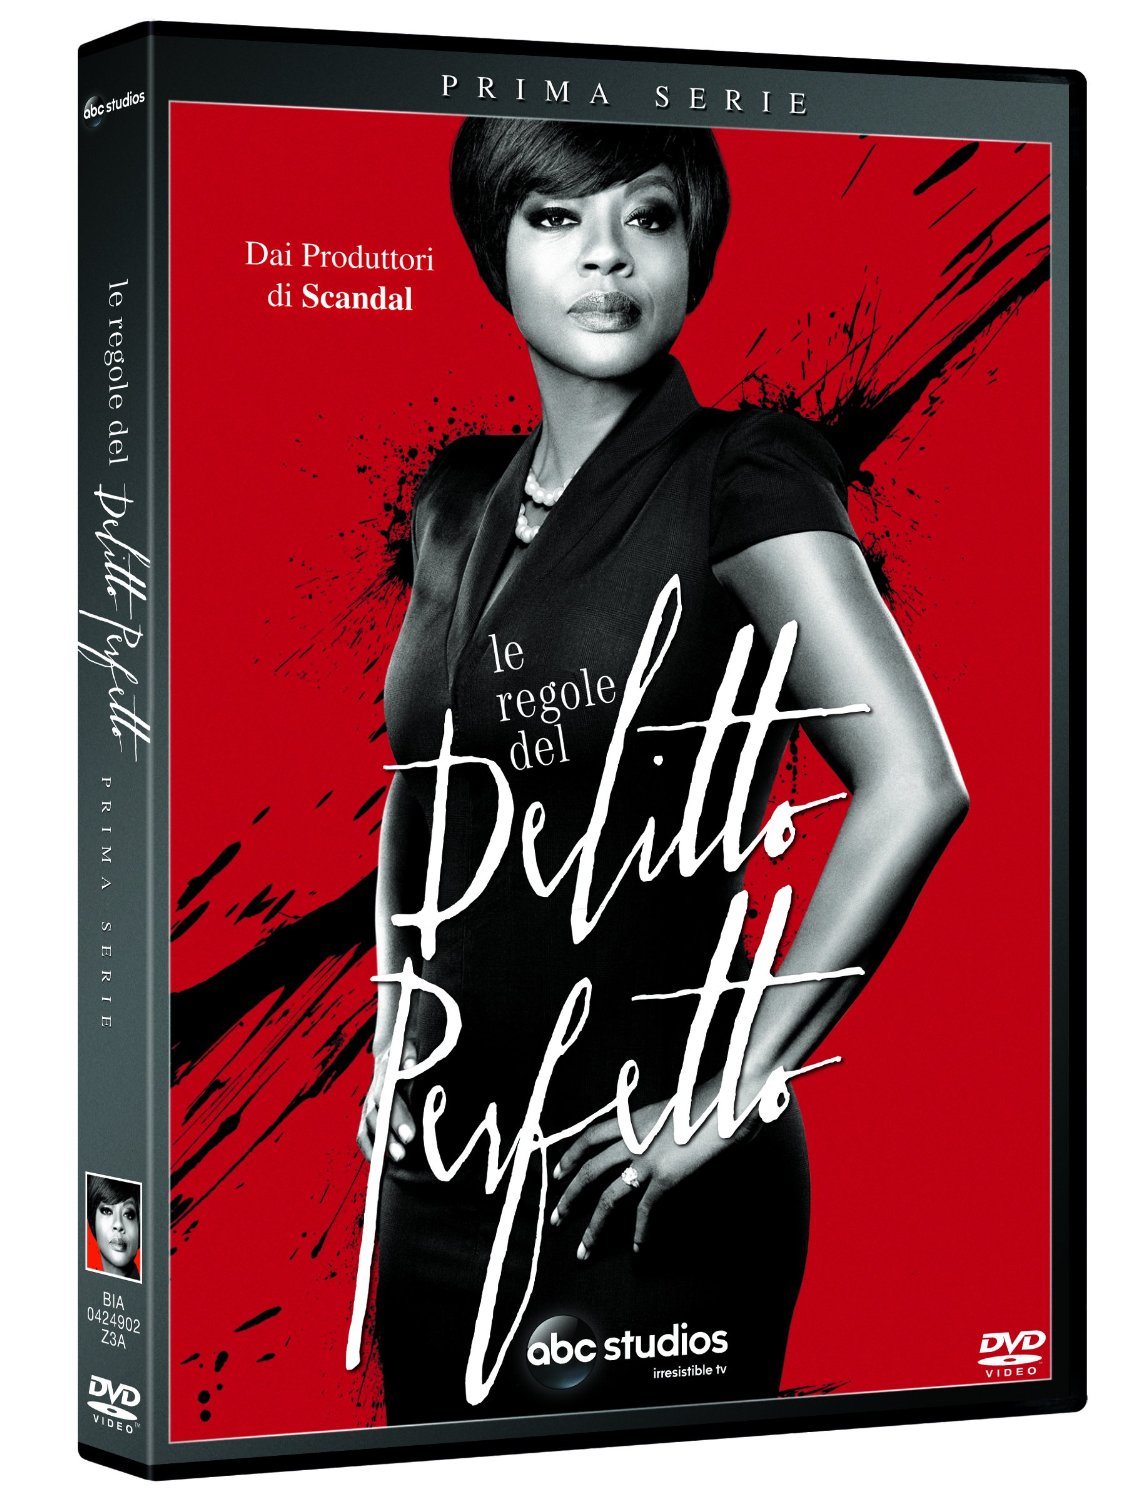 PRIMA SERIE
Dai Produttori
di Scandal
le
regole
del
Delitto
Perfetto
abc studios
irresistible tv
DVD
VIDEO
abc studios
le regole del Delitto Perfetto PRIMA SERIE
BIA
0424902
Z3A
DVD
VIDEO™